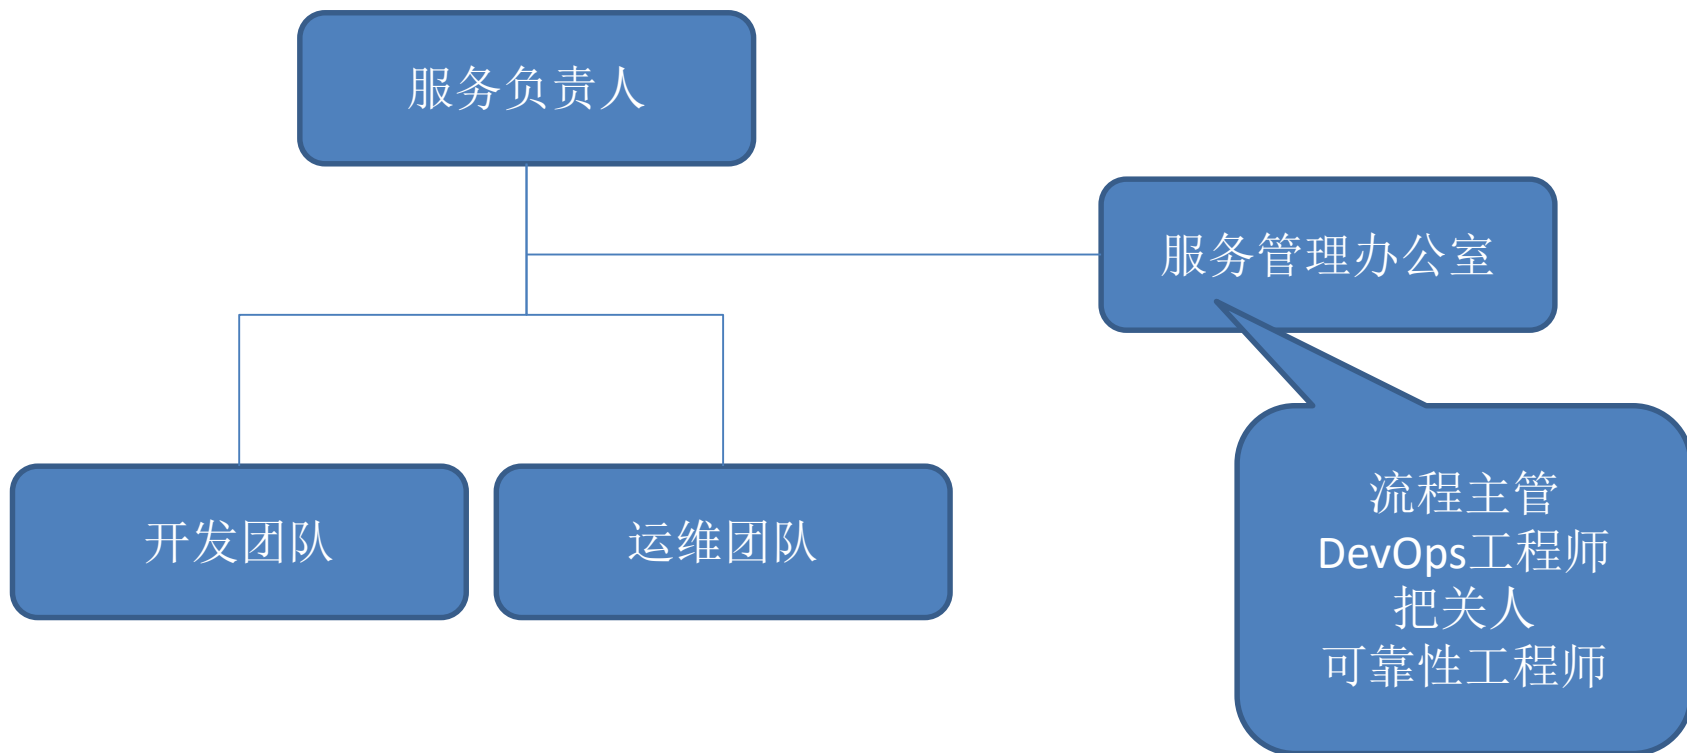 服务负责人
服务管理办公室
开发团队
运维团队
流程主管
DevOps工程师
把关人
可靠性工程师